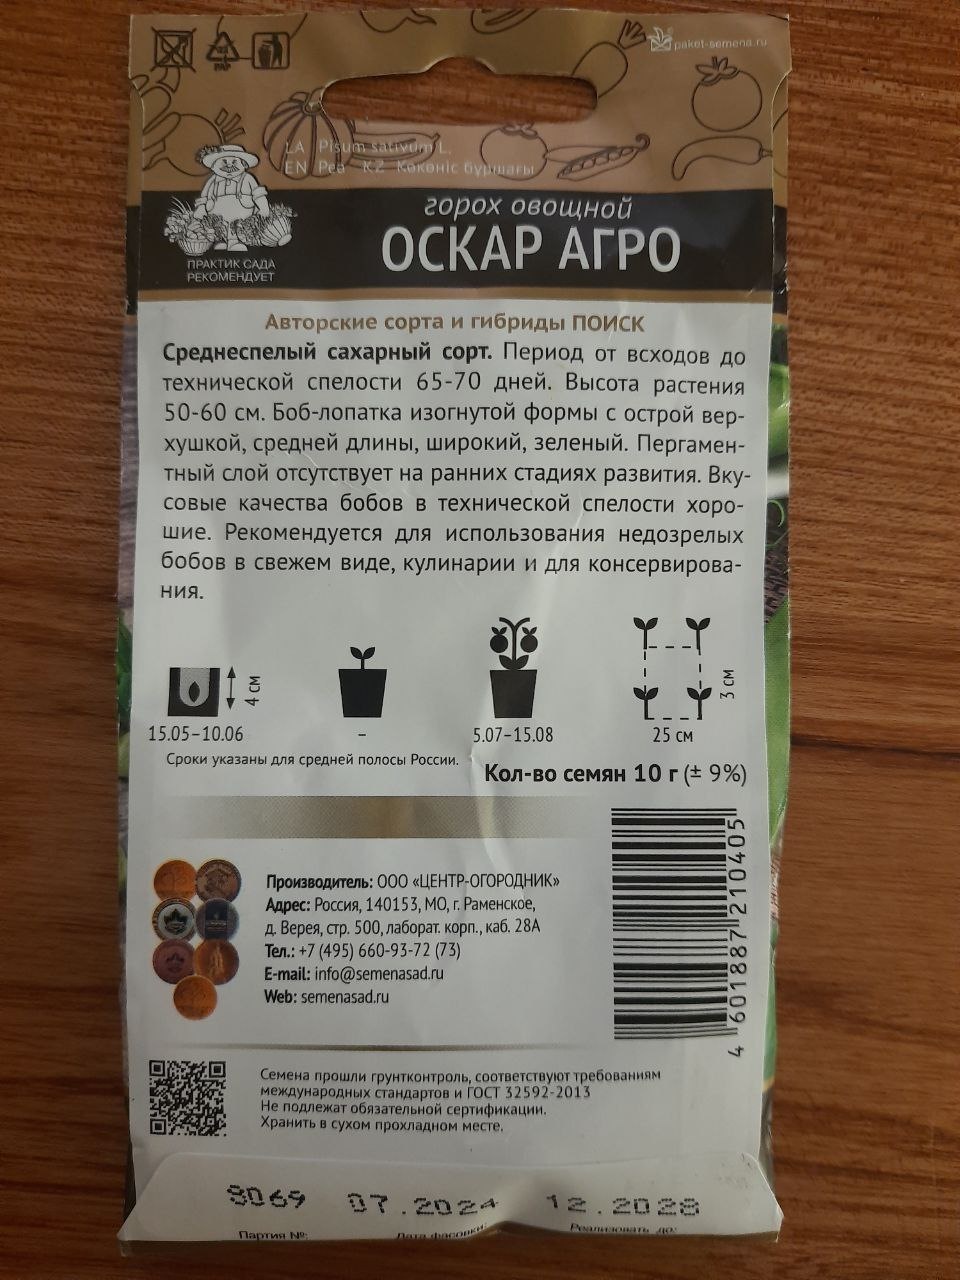 paket-semena.ru
PAP
LA Pisum sativum L.
EN Pea KZ Көкөніс бұршағы
ПРАКТИК САДА
РЕКОМЕНДУЕТ
горох овощной
ОСКАР АГРО
Авторские сорта и гибриды ПОИСК
Среднеспелый сахарный сорт. Период от всходов до
технической спелости 65-70 дней. Высота растения
50-60 см. Боб-лопатка изогнутой формы с острой вер-
хушкой, средней длины, широкий, зеленый. Пергамен-
тный слой отсутствует на ранних стадиях развития. Вку-
совые качества бобов в технической спелости хоро-
шие. Рекомендуется для использования недозрелых
бобов в свежем виде, кулинарии и для консервирова-
ния.
4 см
3 см
15.05–10.06
–
5.07–15.08
25 см
Сроки указаны для средней полосы России.
Кол-во семян 10 г (± 9%)
Производитель: ООО «ЦЕНТР-ОГОРОДНИК»
Адрес: Россия, 140153, МО, г. Раменское,
д. Верея, стр. 500, лаборат. корп., каб. 28А
Тел.: +7 (495) 660-93-72 (73)
E-mail: info@semenasad.ru
Web: semenasad.ru
4 601887 210405
Семена прошли грунтконтроль, соответствуют требованиям
международных стандартов и ГОСТ 32592-2013
Не подлежат обязательной сертификации.
Хранить в сухом прохладном месте.
8069 07.2024 12.2028
Партия №: Дата фасовки: Реализовать до: